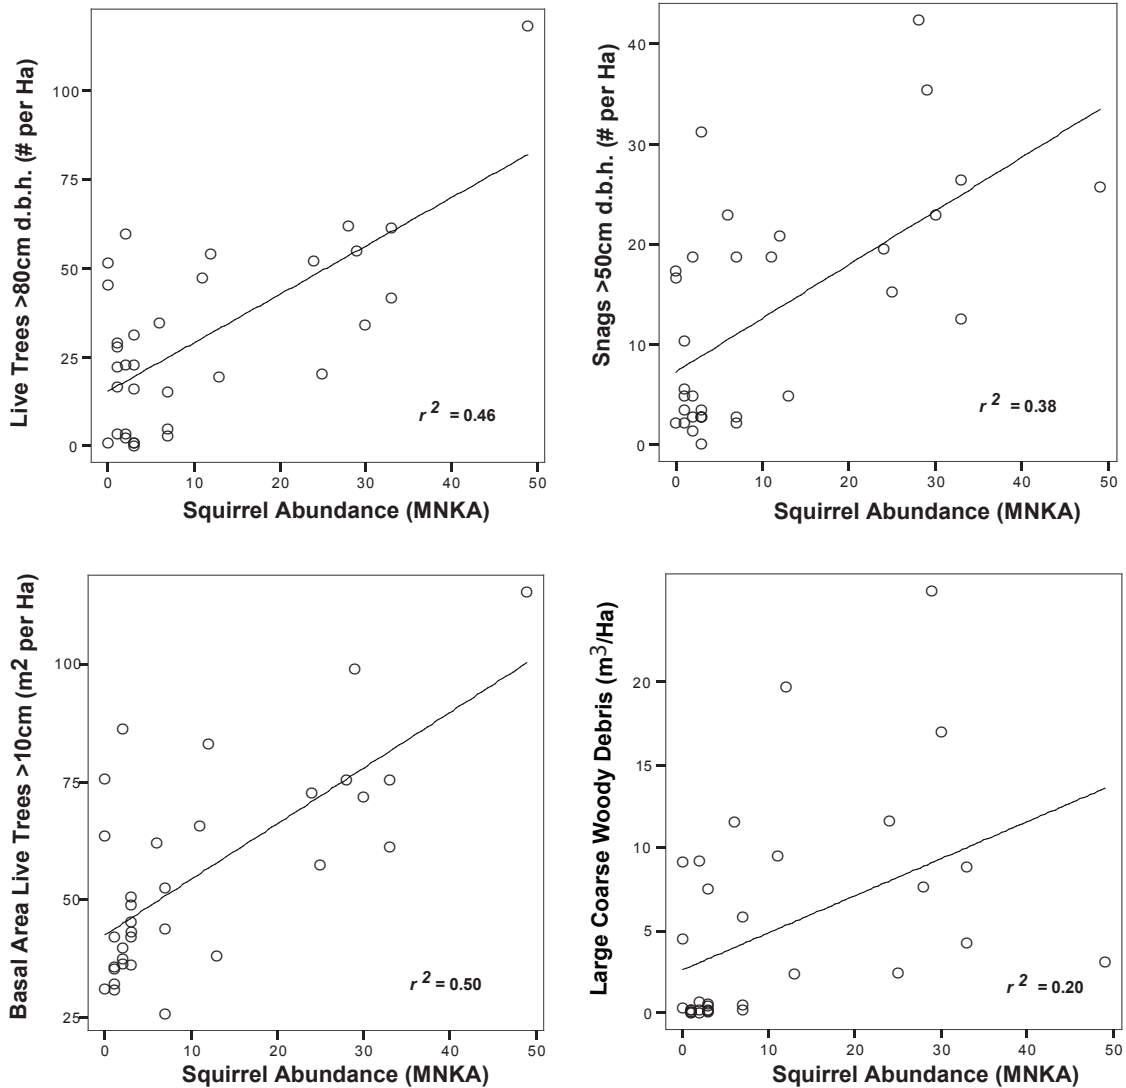 Live Trees >80cm d.b.h. (# per Ha)
100
75
50
25
0
r² = 0.46
0 10 20 30 40 50
Squirrel Abundance (MNKA)
Snags >50cm d.b.h. (# per Ha)
40
30
20
10
0
r² = 0.38
0 10 20 30 40 50
Squirrel Abundance (MNKA)
Basal Area Live Trees >10cm (m² per Ha)
100
75
50
25
r² = 0.50
0 10 20 30 40 50
Squirrel Abundance (MNKA)
Large Coarse Woody Debris (m³/Ha)
20
15
10
5
0
r² = 0.20
0 10 20 30 40 50
Squirrel Abundance (MNKA)